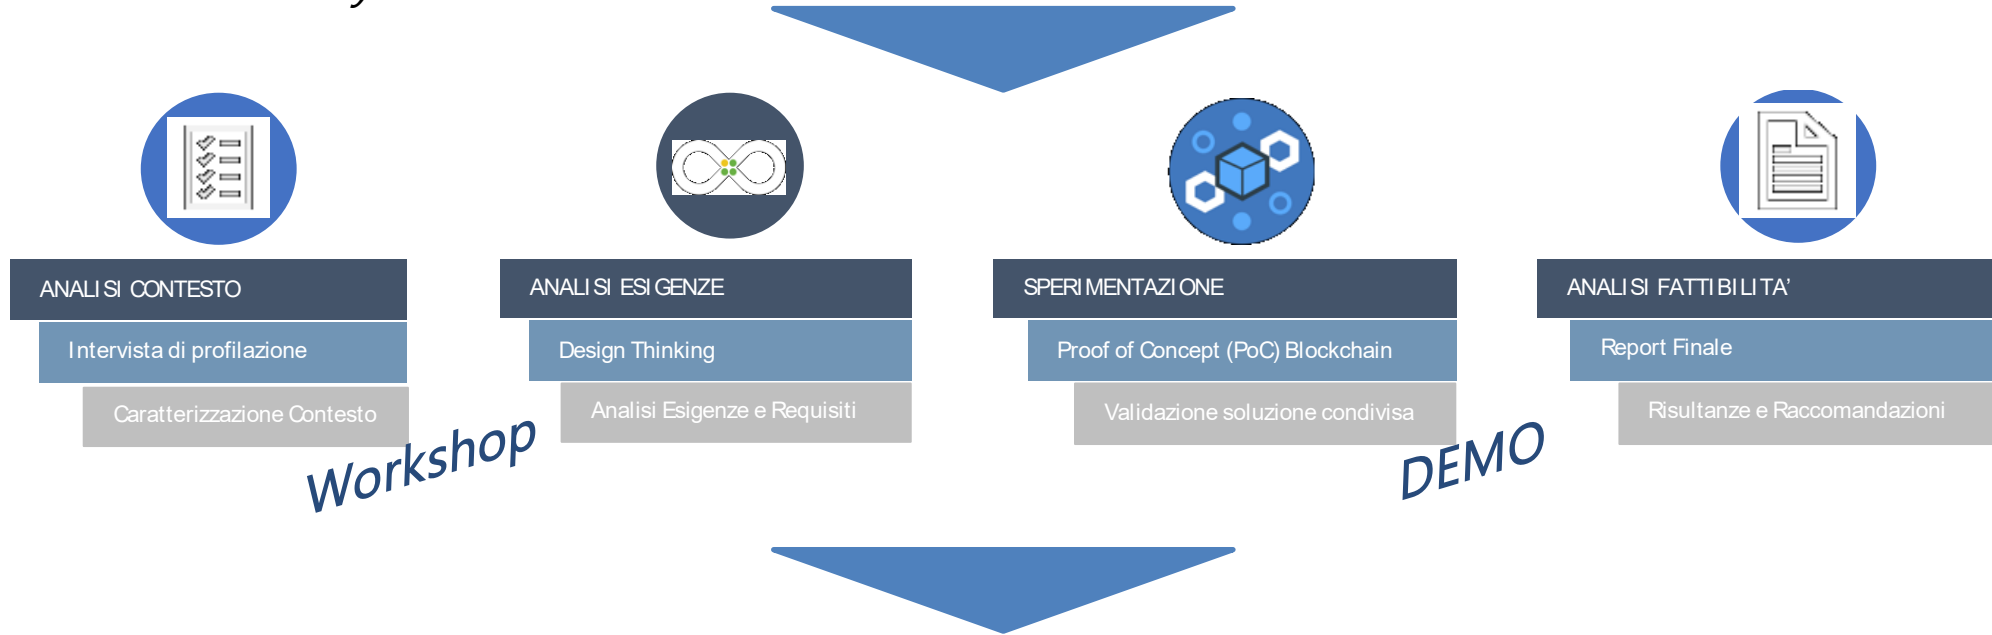 ANALISI CONTESTO
Intervista di profilazione
Caratterizzazione Contesto
Workshop
ANALISI ESIGENZE
Design Thinking
Analisi Esigenze e Requisiti
SPERIMENTAZIONE
Proof of Concept (PoC) Blockchain
Validazione soluzione condivisa
DEMO
ANALISI FATTIBILITA’
Report Finale
Risultanze e Raccomandazioni